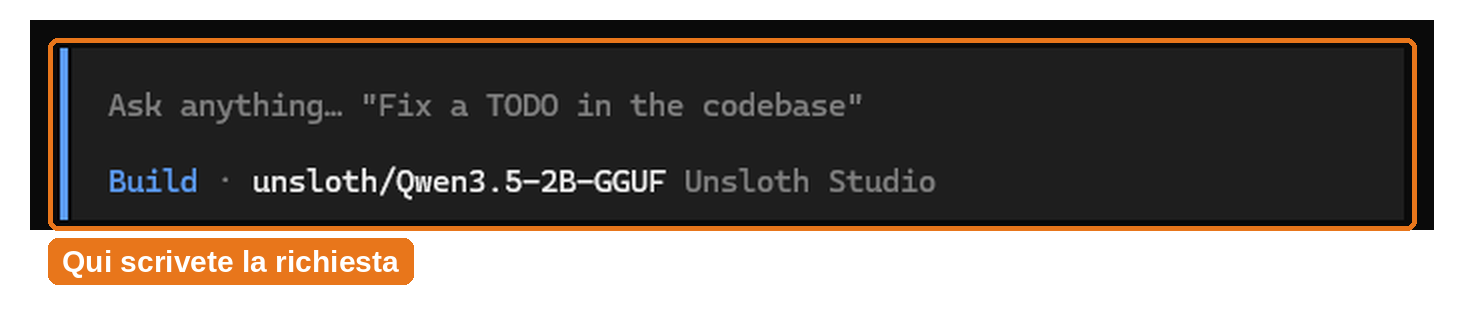 Ask anything… "Fix a TODO in the codebase"
Build · unsloth/Qwen3.5-2B-GGUF Unsloth Studio
Qui scrivete la richiesta